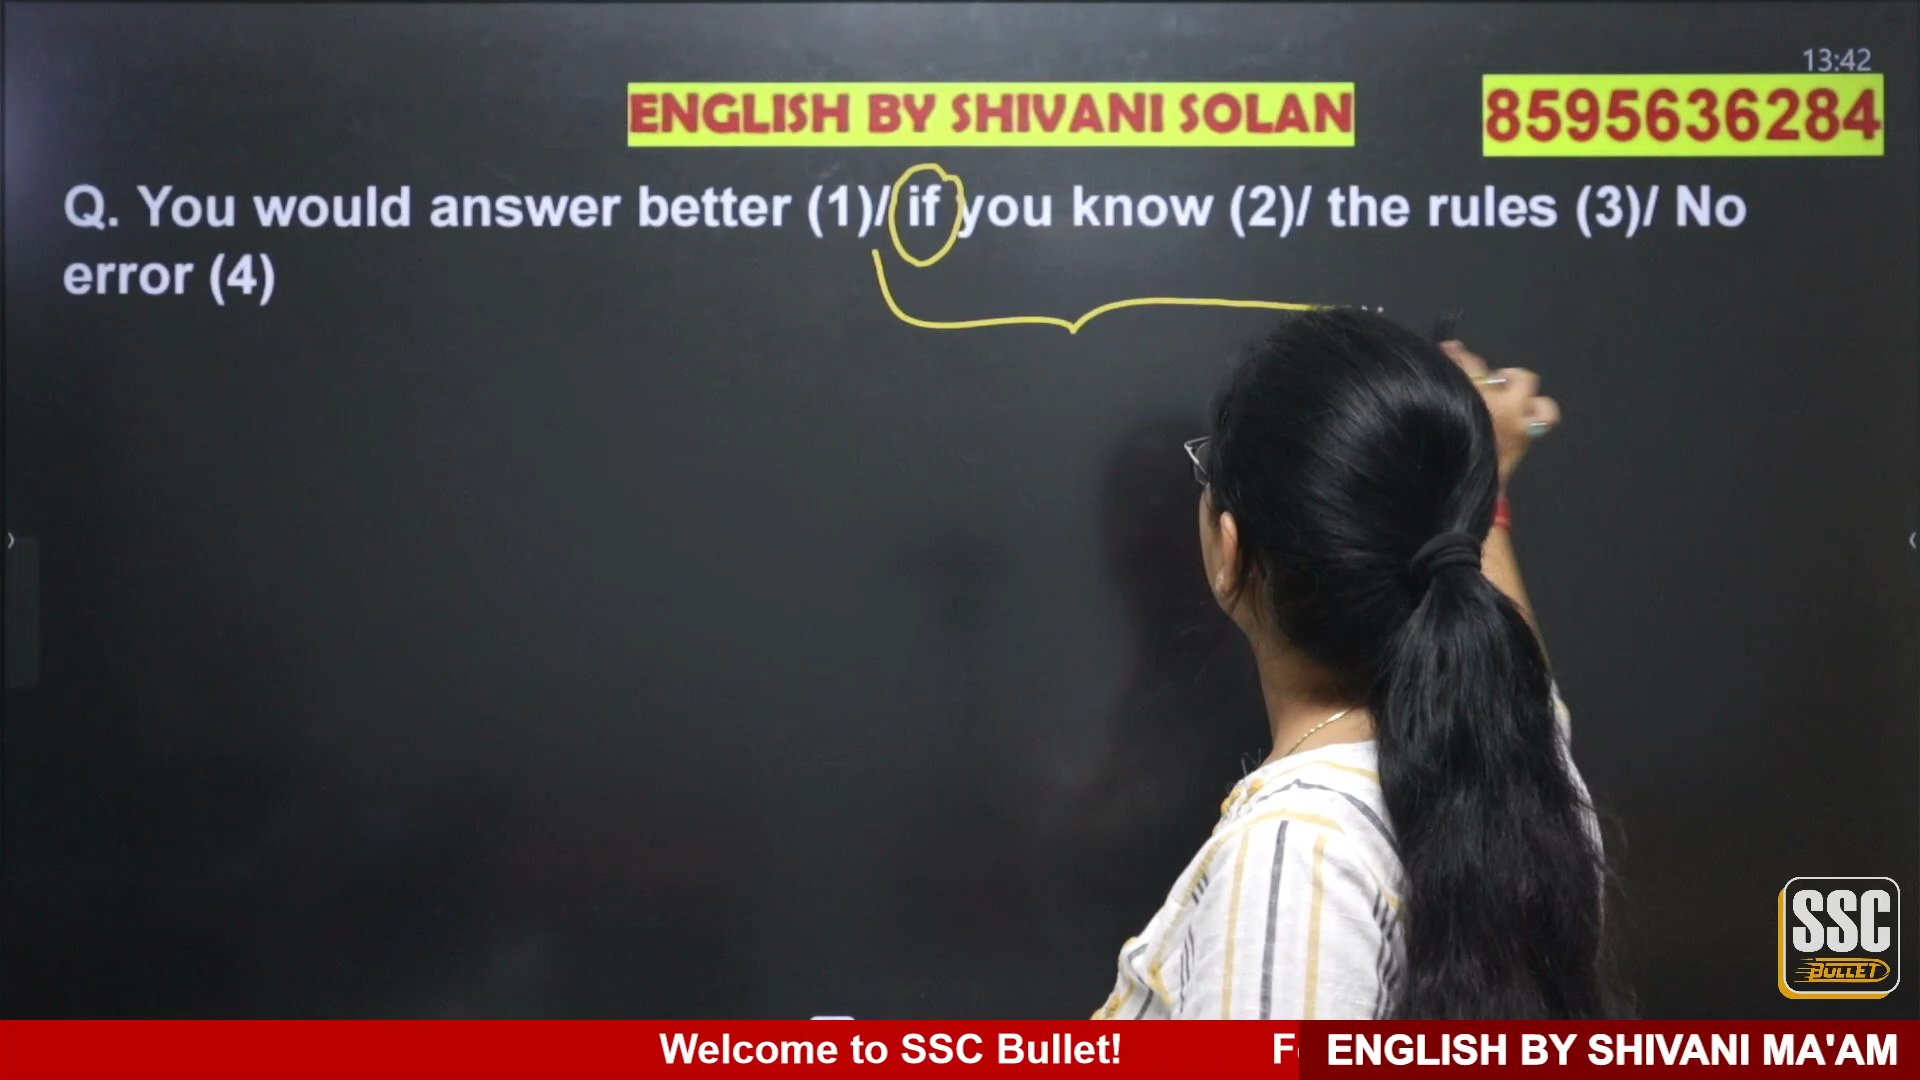 13:42
ENGLISH BY SHIVANI SOLAN
8595636284
Q. You would answer better (1)/ if you know (2)/ the rules (3)/ No
error (4)
SSC
BULLET
Welcome to SSC Bullet!
ENGLISH BY SHIVANI MA'AM